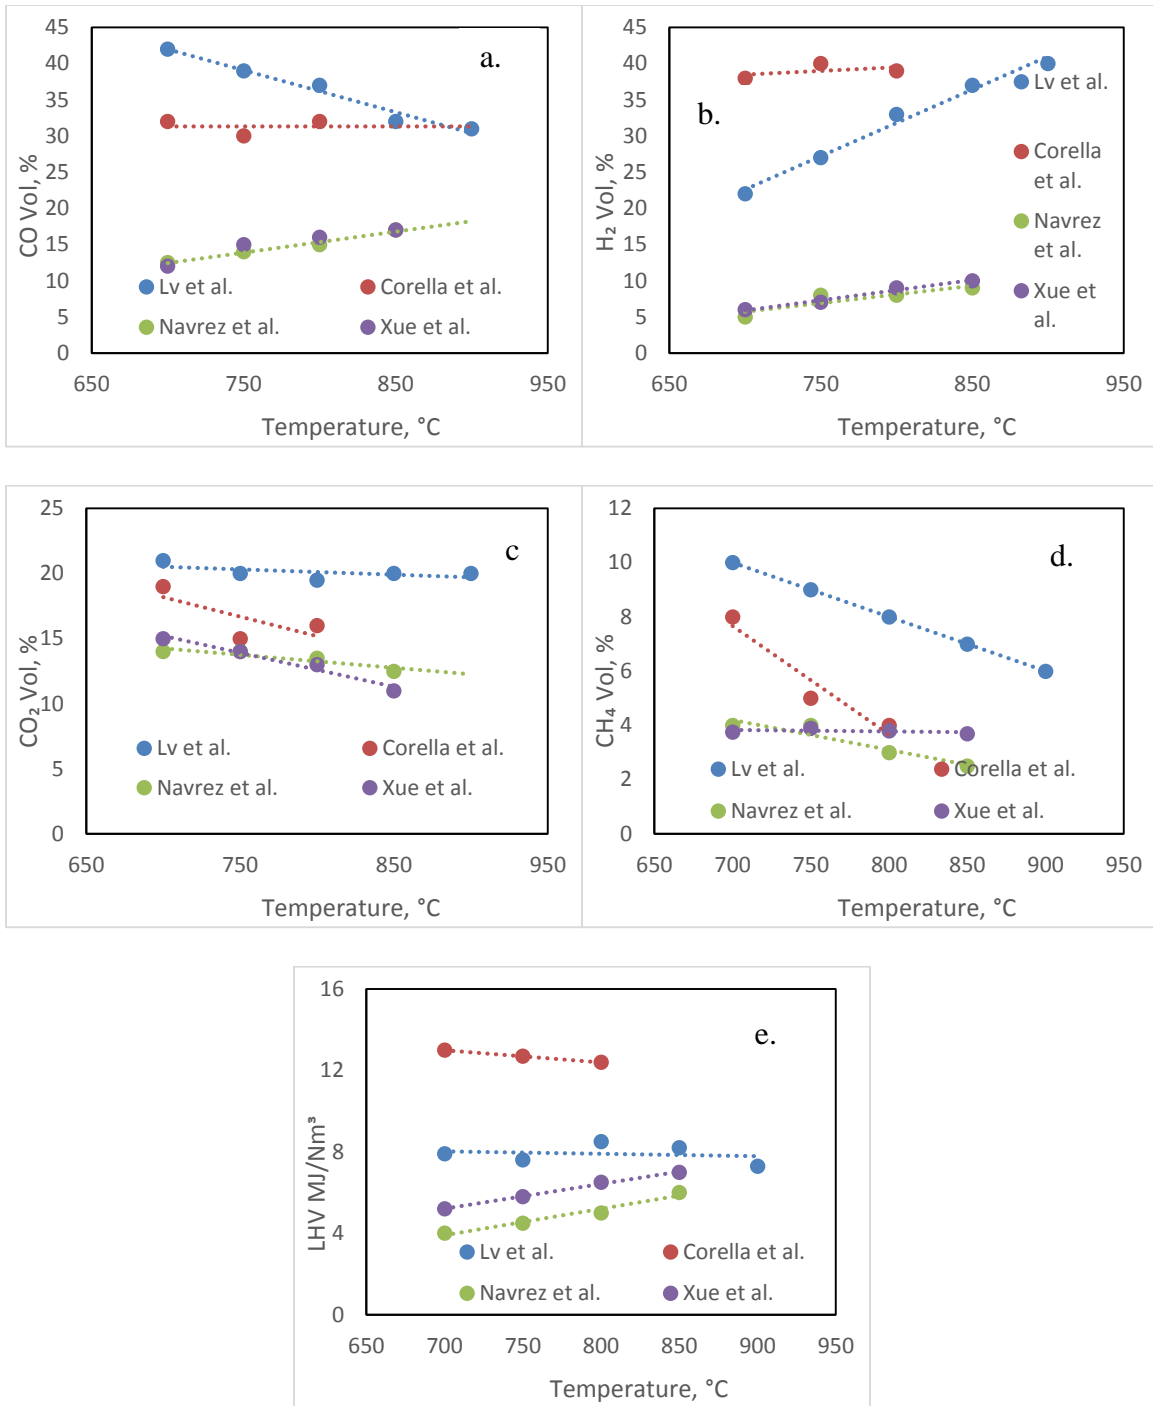 45
40
35
30
25
20
15
10
5
0
CO Vol, %
a.
Lv et al.
Corella et al.
Navrez et al.
Xue et al.
650
750
850
950
Temperature, °C
45
40
35
30
25
20
15
10
5
0
H₂ Vol, %
b.
Lv et al.
Corella
et al.
Navrez
et al.
Xue et
al.
650
750
850
950
Temperature, °C
25
20
15
10
5
0
CO₂ Vol, %
c
Lv et al.
Corella et al.
Navrez et al.
Xue et al.
650
750
850
950
Temperature, °C
12
10
8
6
4
2
0
CH₄ Vol, %
d.
Lv et al.
Corella et al.
Navrez et al.
Xue et al.
650 700 750 800 850 900 950
Temperature, °C
16
12
8
4
0
LHV MJ/Nm³
e.
Lv et al.
Corella et al.
Navrez et al.
Xue et al.
650 700 750 800 850 900 950
Temperature, °C